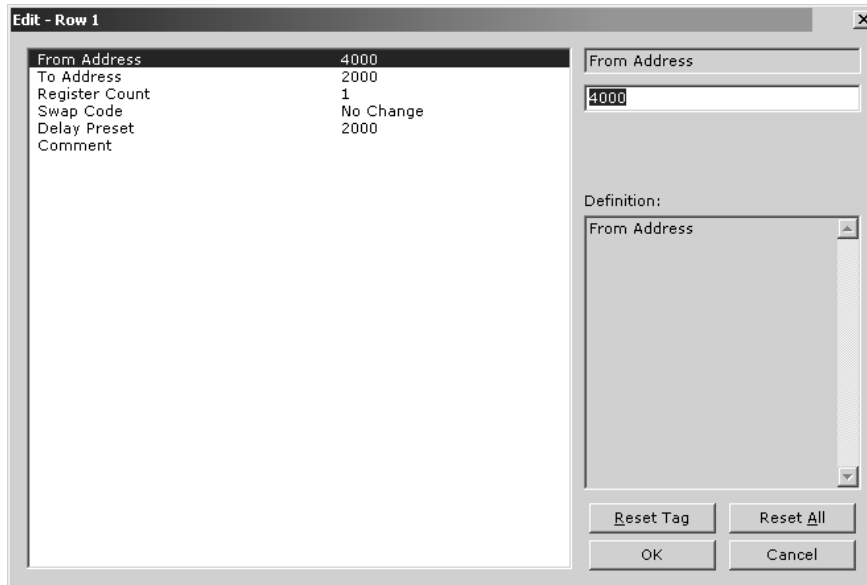 Edit - Row 1
From Address 4000
To Address 2000
Register Count 1
Swap Code No Change
Delay Preset 2000
Comment
From Address
4000
Definition:
From Address
Reset Tag
Reset All
OK
Cancel